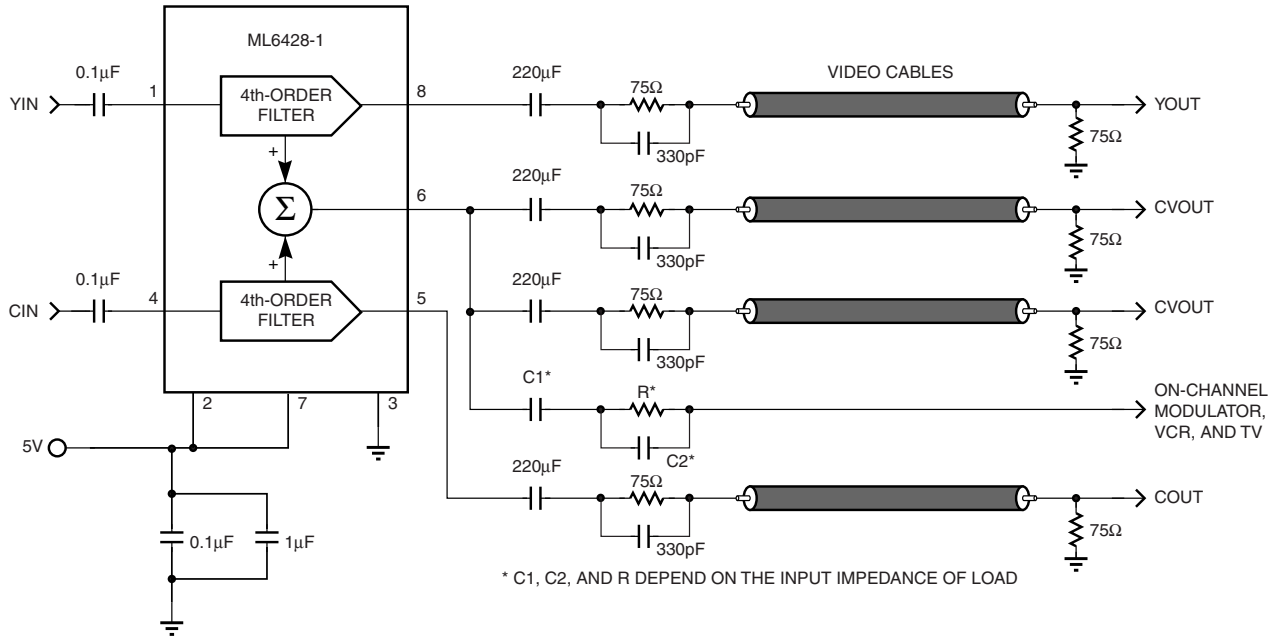 ML6428-1
0.1μF
YIN
1
4th-ORDER
FILTER
8
220μF
75Ω
330pF
VIDEO CABLES
YOUT
75Ω
+
Σ
6
220μF
75Ω
330pF
CVOUT
75Ω
+
0.1μF
CIN
4
4th-ORDER
FILTER
5
220μF
75Ω
330pF
CVOUT
75Ω
C1*
R*
C2*
ON-CHANNEL
MODULATOR,
VCR, AND TV
2
7
3
5V
220μF
75Ω
330pF
COUT
75Ω
0.1μF
1μF
* C1, C2, AND R DEPEND ON THE INPUT IMPEDANCE OF LOAD